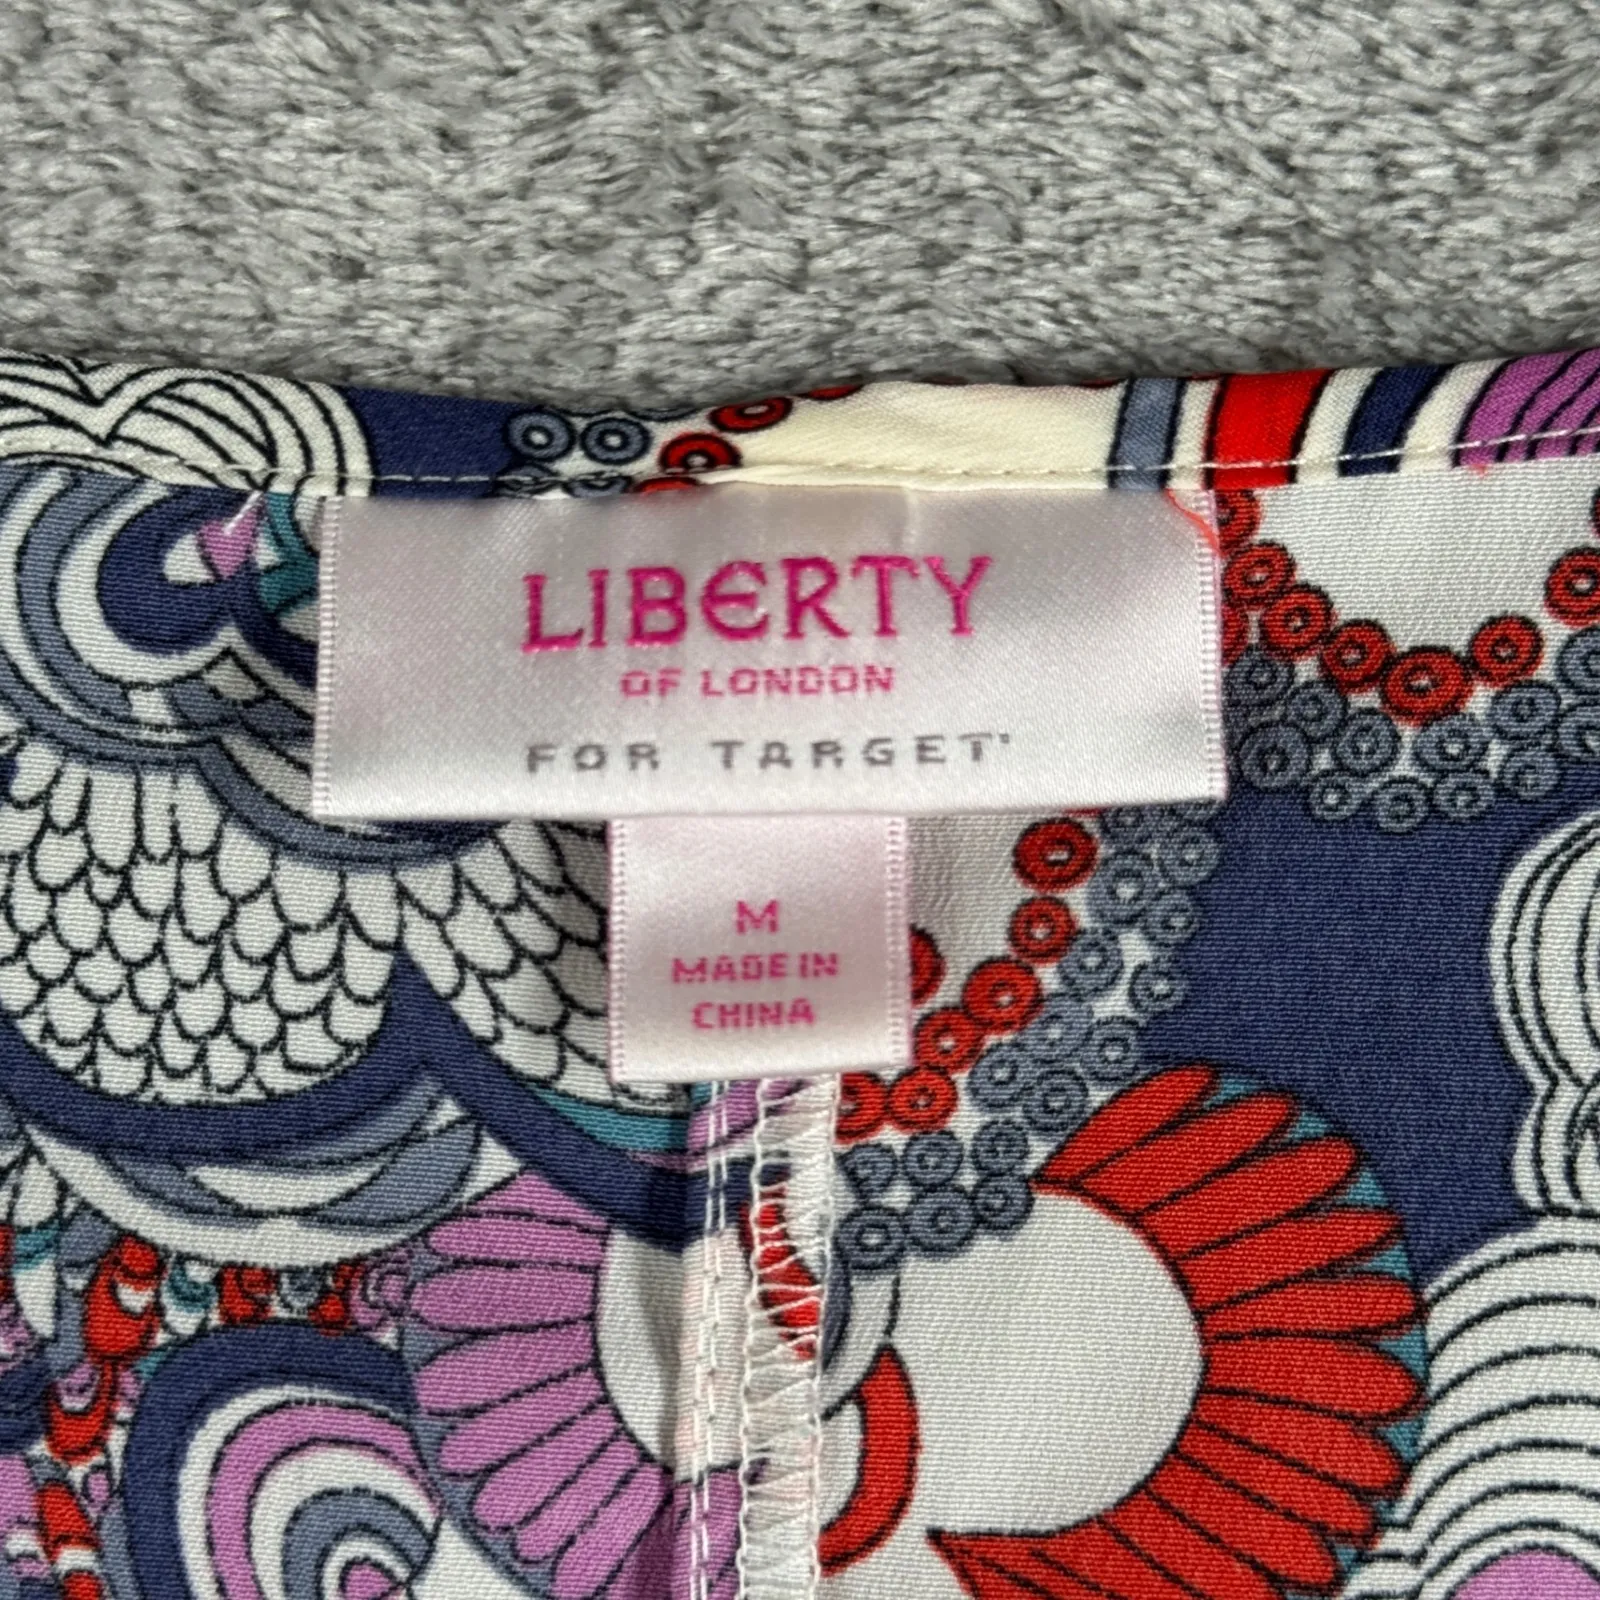 LIBERTY
OF LONDON
FOR TARGET
M
MADE IN
CHINA